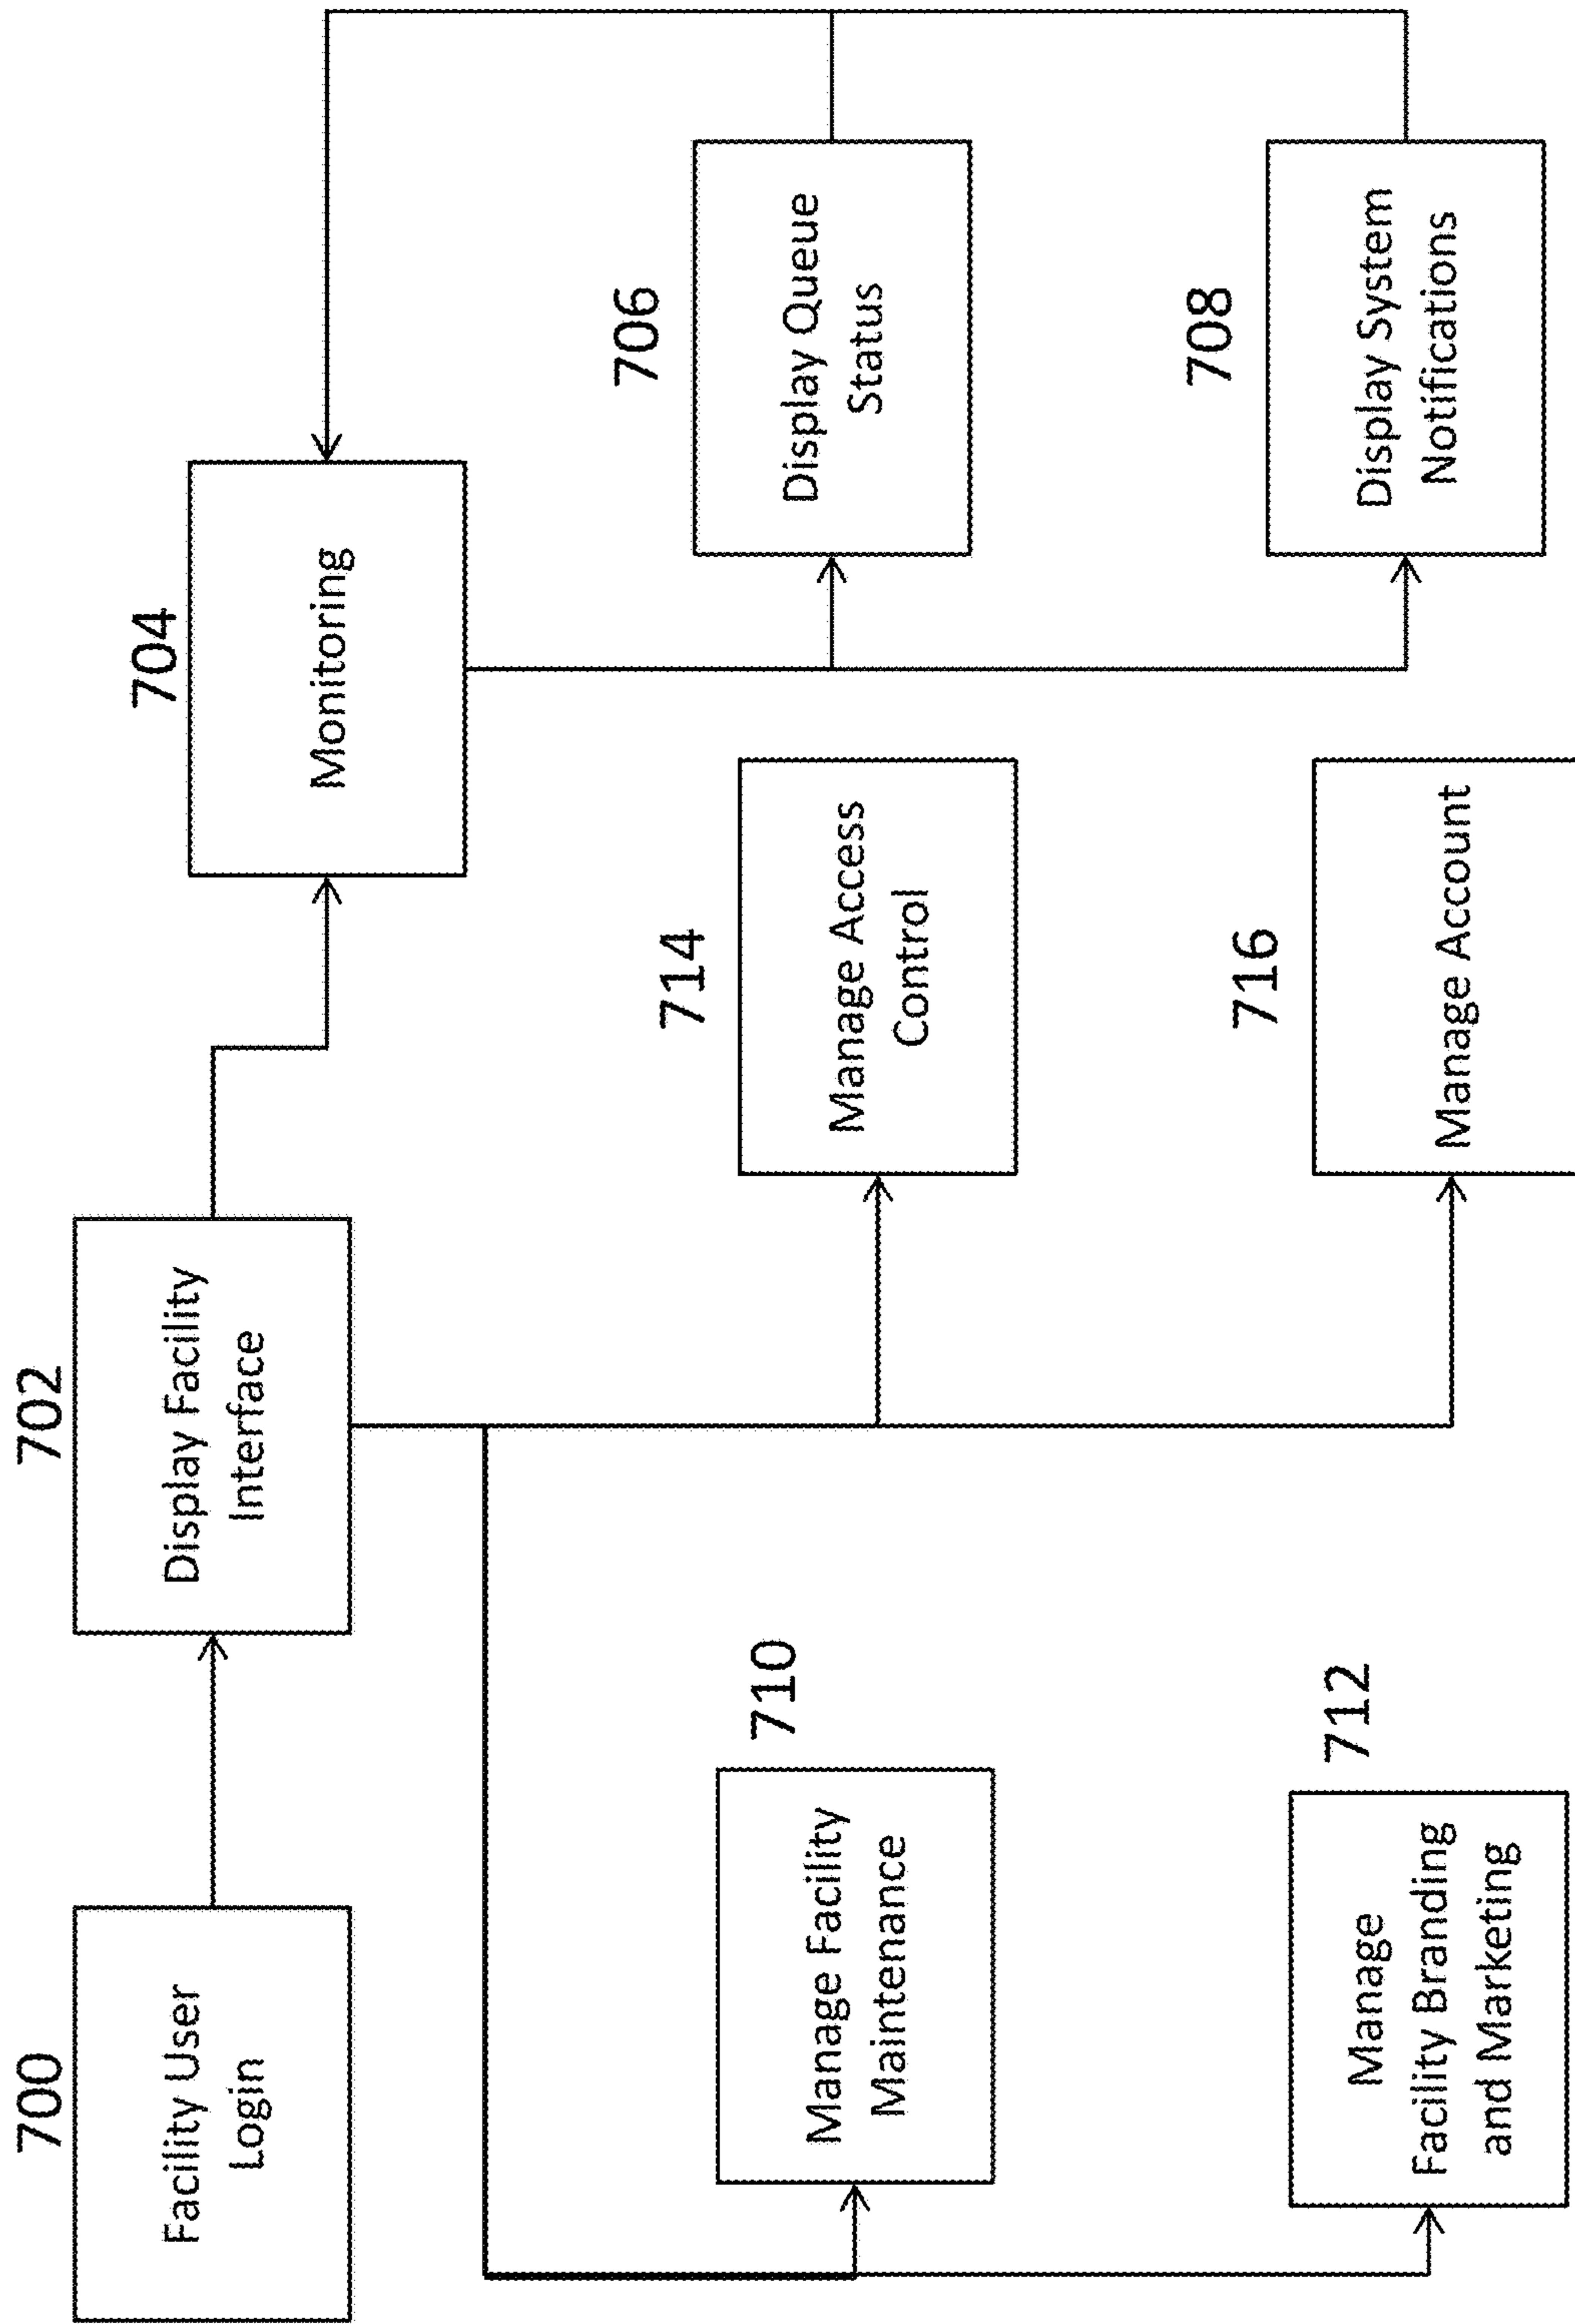 700
Facility User
Login
702
Display Facility
Interface
704
Monitoring
706
Display Queue
Status
708
Display System
Notifications
710
Manage Facility
Maintenance
712
Manage
Facility Branding
and Marketing
714
Manage Access
Control
716
Manage Account